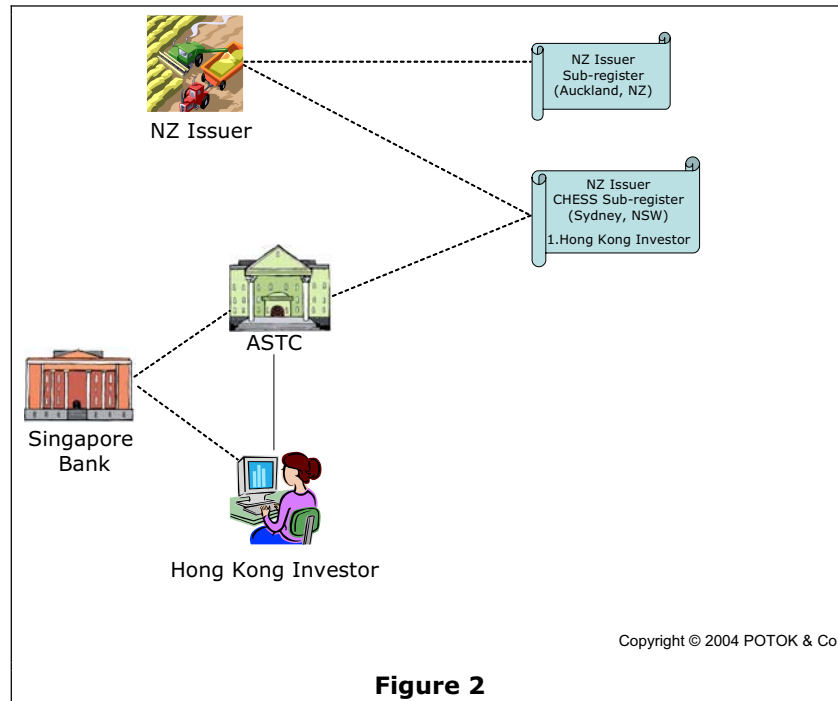 NZ Issuer
NZ Issuer
Sub-register
(Auckland, NZ)
NZ Issuer
CHESS Sub-register
(Sydney, NSW)
1.Hong Kong Investor
ASTC
Singapore
Bank
Hong Kong Investor
Copyright © 2004 POTOK & Co
Figure 2